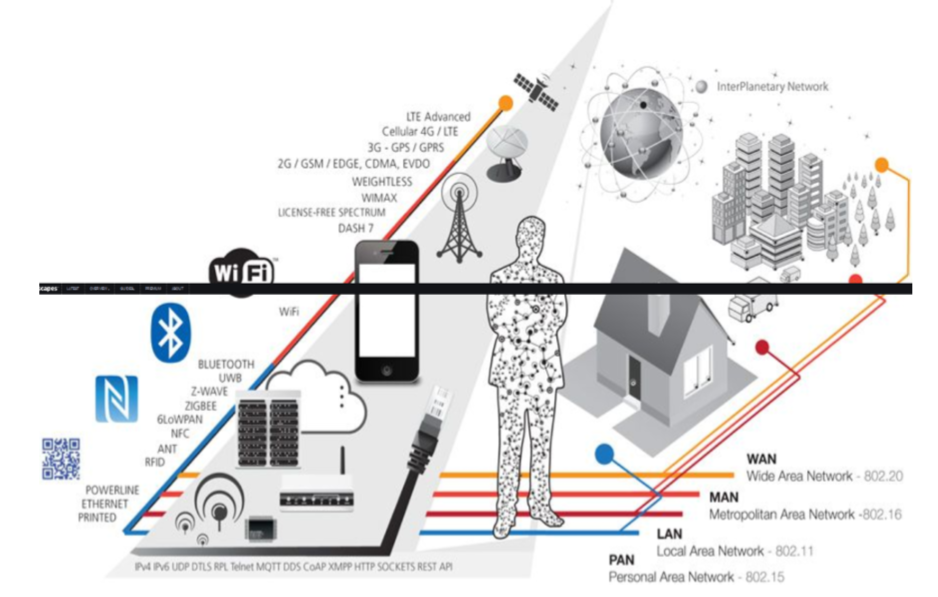 InterPlanetary Network
LTE Advanced
Cellular 4G / LTE
3G - GPS / GPRS
2G / GSM / EDGE, CDMA, EVDO
WEIGHTLESS
WIMAX
LICENSE-FREE SPECTRUM
DASH 7
Wi Fi
capes
WiFi
BLUETOOTH
UWB
Z-WAVE
ZIGBEE
6LoWPAN
NFC
ANT
RFID
POWERLINE
ETHERNET
PRINTED
WAN
Wide Area Network - 802.20
MAN
Metropolitan Area Network -802.16
LAN
Local Area Network - 802.11
PAN
Personal Area Network - 802.15
IPv4 IPv6 UDP DTLS RPL Telnet MQTT DDS CoAP XMPP HTTP SOCKETS REST API